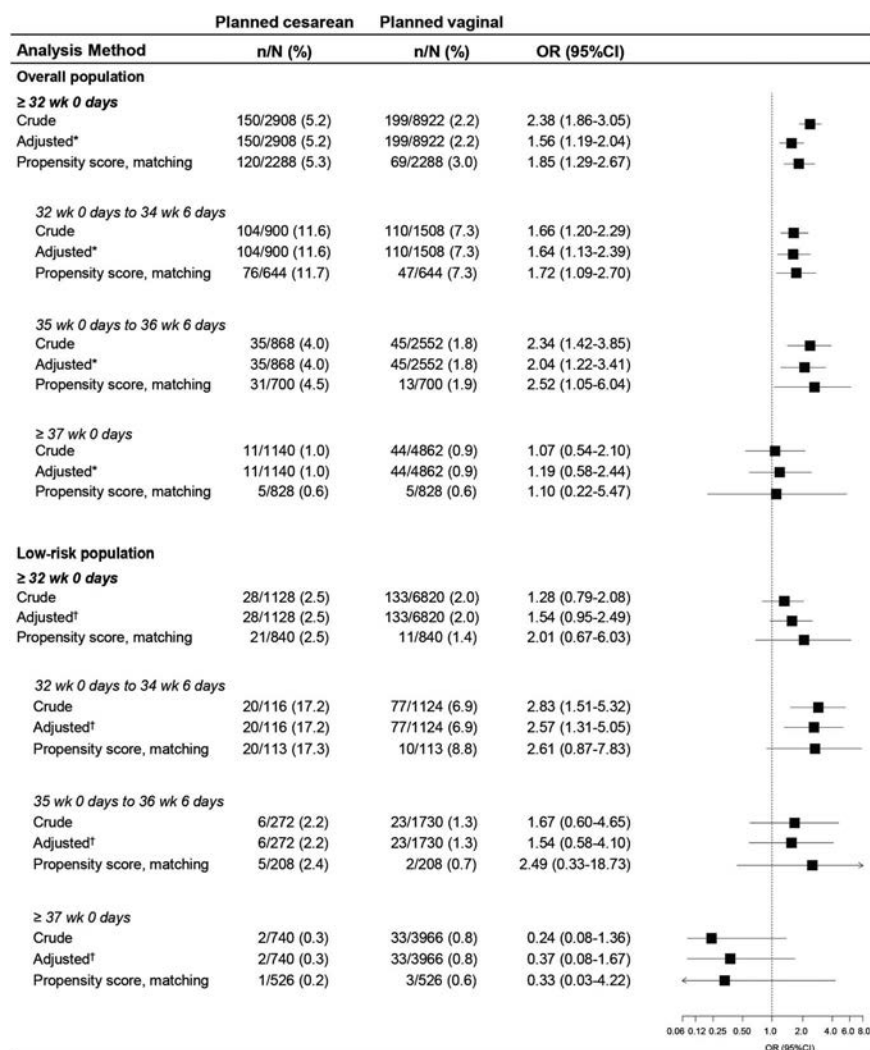 Planned cesarean Planned vaginal
Analysis Method n/N (%) n/N (%) OR (95%CI)
Overall population
≥ 32 wk 0 days
Crude 150/2908 (5.2) 199/8922 (2.2) 2.38 (1.86-3.05)
Adjusted* 150/2908 (5.2) 199/8922 (2.2) 1.56 (1.19-2.04)
Propensity score, matching 120/2288 (5.3) 69/2288 (3.0) 1.85 (1.29-2.67)
32 wk 0 days to 34 wk 6 days
Crude 104/900 (11.6) 110/1508 (7.3) 1.66 (1.20-2.29)
Adjusted* 104/900 (11.6) 110/1508 (7.3) 1.64 (1.13-2.39)
Propensity score, matching 76/644 (11.7) 47/644 (7.3) 1.72 (1.09-2.70)
35 wk 0 days to 36 wk 6 days
Crude 35/868 (4.0) 45/2552 (1.8) 2.34 (1.42-3.85)
Adjusted* 35/868 (4.0) 45/2552 (1.8) 2.04 (1.22-3.41)
Propensity score, matching 31/700 (4.5) 13/700 (1.9) 2.52 (1.05-6.04)
≥ 37 wk 0 days
Crude 11/1140 (1.0) 44/4862 (0.9) 1.07 (0.54-2.10)
Adjusted* 11/1140 (1.0) 44/4862 (0.9) 1.19 (0.58-2.44)
Propensity score, matching 5/828 (0.6) 5/828 (0.6) 1.10 (0.22-5.47)
Low-risk population
≥ 32 wk 0 days
Crude 28/1128 (2.5) 133/6820 (2.0) 1.28 (0.79-2.08)
Adjusted† 28/1128 (2.5) 133/6820 (2.0) 1.54 (0.95-2.49)
Propensity score, matching 21/840 (2.5) 11/840 (1.4) 2.01 (0.67-6.03)
32 wk 0 days to 34 wk 6 days
Crude 20/116 (17.2) 77/1124 (6.9) 2.83 (1.51-5.32)
Adjusted† 20/116 (17.2) 77/1124 (6.9) 2.57 (1.31-5.05)
Propensity score, matching 20/113 (17.3) 10/113 (8.8) 2.61 (0.87-7.83)
35 wk 0 days to 36 wk 6 days
Crude 6/272 (2.2) 23/1730 (1.3) 1.67 (0.60-4.65)
Adjusted† 6/272 (2.2) 23/1730 (1.3) 1.54 (0.58-4.10)
Propensity score, matching 5/208 (2.4) 2/208 (0.7) 2.49 (0.33-18.73)
≥ 37 wk 0 days
Crude 2/740 (0.3) 33/3966 (0.8) 0.24 (0.08-1.36)
Adjusted† 2/740 (0.3) 33/3966 (0.8) 0.37 (0.08-1.67)
Propensity score, matching 1/526 (0.2) 3/526 (0.6) 0.33 (0.03-4.22)
0.06 0.12 0.25 0.50 1.0 2.0 4.0 6.0 8.0
OR (95%CI)